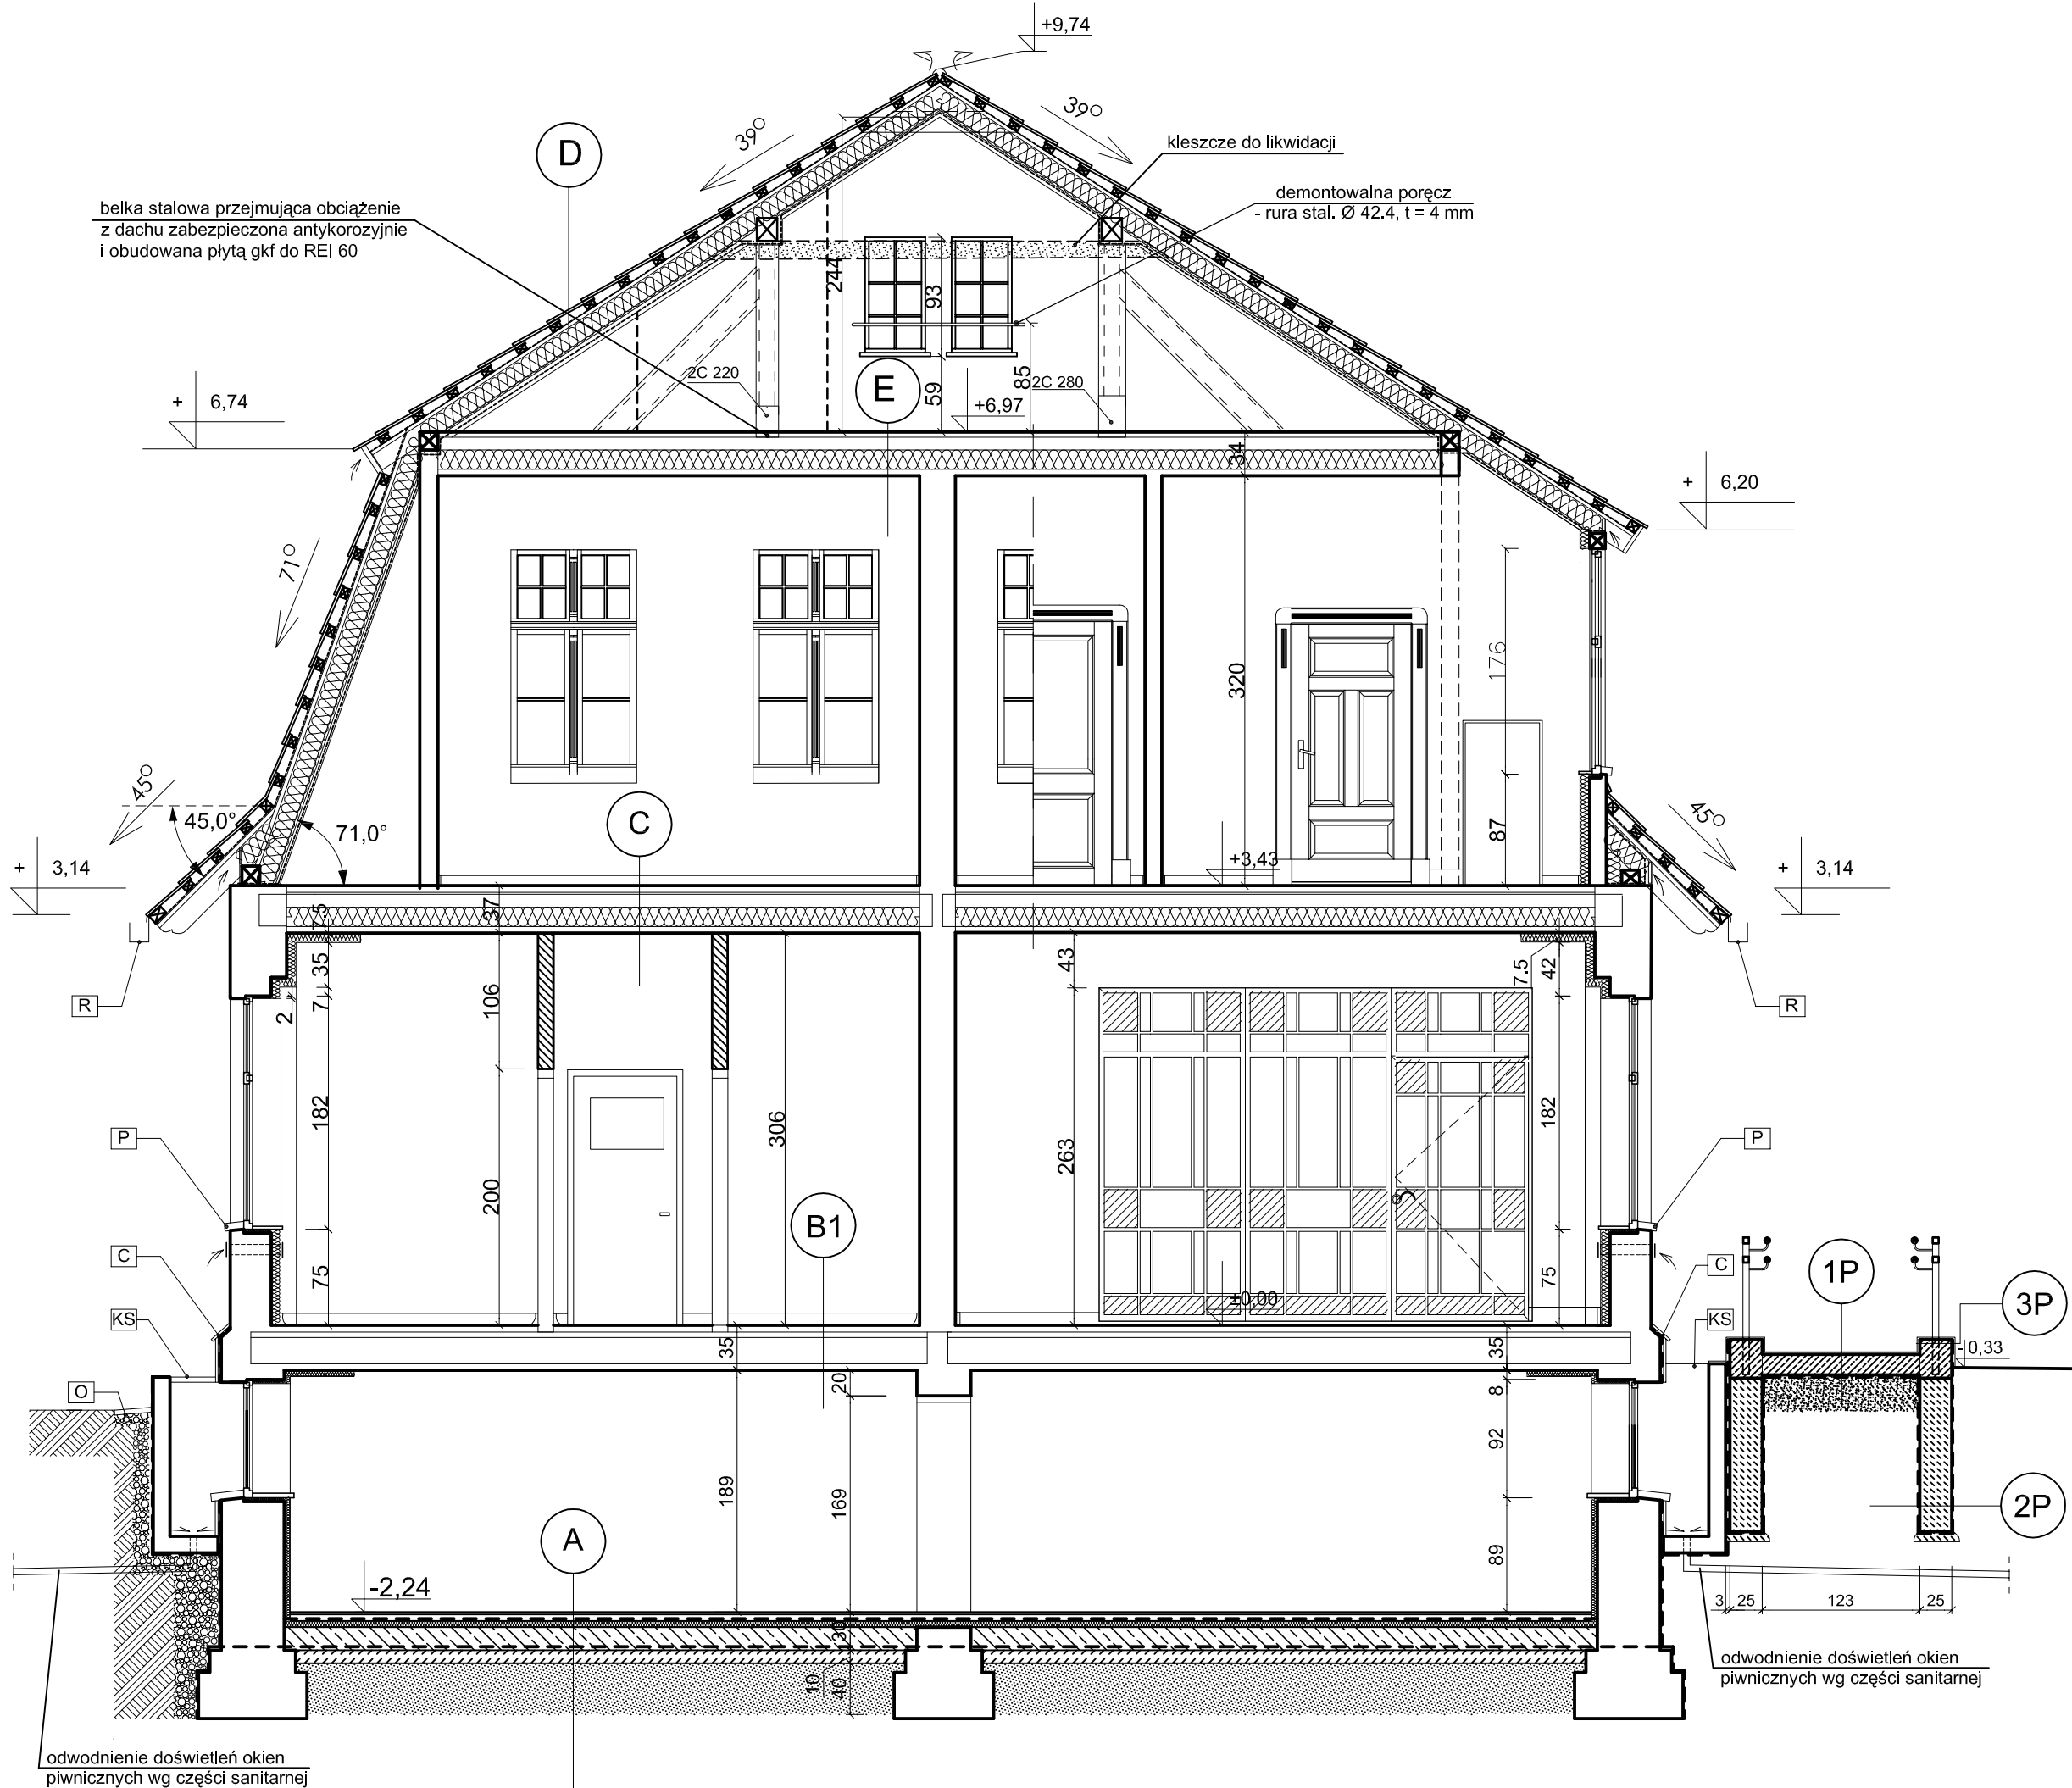 +9,74
39°
39°
D
kleszcze do likwidacji
demontowalna poręcz
- rura stal. Ø 42.4, t = 4 mm
belka stalowa przejmująca obciążenie
z dachu zabezpieczona antykorozyjnie
i obudowana płytą gkf do REI 60
244
93
2C 220
E
59
85
2C 280
+6,97
+ 6,74
34
+ 6,20
71°
320
176
45°
45,0°
71,0°
C
+3,43
87
45°
+ 3,14
+ 3,14
7.5
37
35
7
2
106
43
7.5
42
R
R
182
306
263
182
P
P
200
B1
C
75
±0,00
75
C
1P
KS
KS
3P
- 0,33
35
35
O
20
8
92
189
169
2P
A
89
-2,24
3
25
123
25
30
10
40
odwodnienie doświetleń okien
piwnicznych wg części sanitarnej
odwodnienie doświetleń okien
piwnicznych wg części sanitarnej